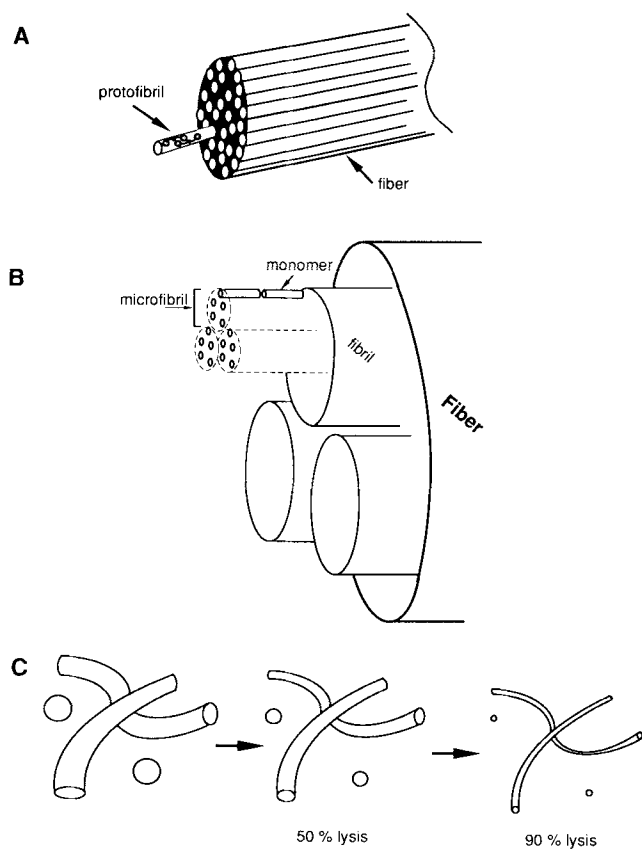 A
protofibril
fiber
B
monomer
microfibril
fibril
Fiber
C
50 % lysis
90 % lysis